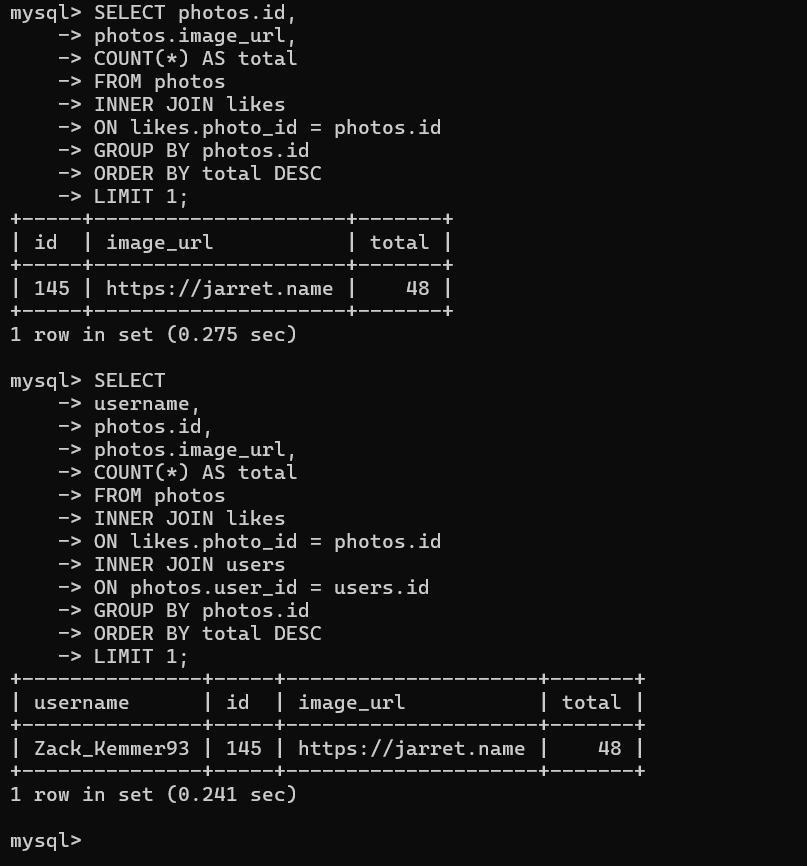 mysql> SELECT photos.id,
    -> photos.image_url,
    -> COUNT(*) AS total
    -> FROM photos
    -> INNER JOIN likes
    -> ON likes.photo_id = photos.id
    -> GROUP BY photos.id
    -> ORDER BY total DESC
    -> LIMIT 1;
+-----+---------------------+-------+
| id  | image_url           | total |
+-----+---------------------+-------+
| 145 | https://jarret.name |    48 |
+-----+---------------------+-------+
1 row in set (0.275 sec)

mysql> SELECT
    -> username,
    -> photos.id,
    -> photos.image_url,
    -> COUNT(*) AS total
    -> FROM photos
    -> INNER JOIN likes
    -> ON likes.photo_id = photos.id
    -> INNER JOIN users
    -> ON photos.user_id = users.id
    -> GROUP BY photos.id
    -> ORDER BY total DESC
    -> LIMIT 1;
+---------------+-----+---------------------+-------+
| username      | id  | image_url           | total |
+---------------+-----+---------------------+-------+
| Zack_Kemmer93 | 145 | https://jarret.name |    48 |
+---------------+-----+---------------------+-------+
1 row in set (0.241 sec)

mysql>